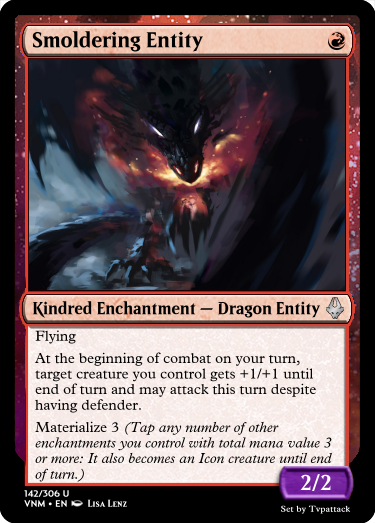 Smoldering Entity
Kindred Enchantment — Dragon Entity
Flying
At the beginning of combat on your turn,
target creature you control gets +1/+1 until
end of turn and may attack this turn despite
having defender.
Materialize 3 (Tap any number of other
enchantments you control with total mana value 3
or more: It also becomes an Icon creature until end
of turn.)
2/2
142/306 U
VNM • EN Lisa Lenz
Set by Tvpattack